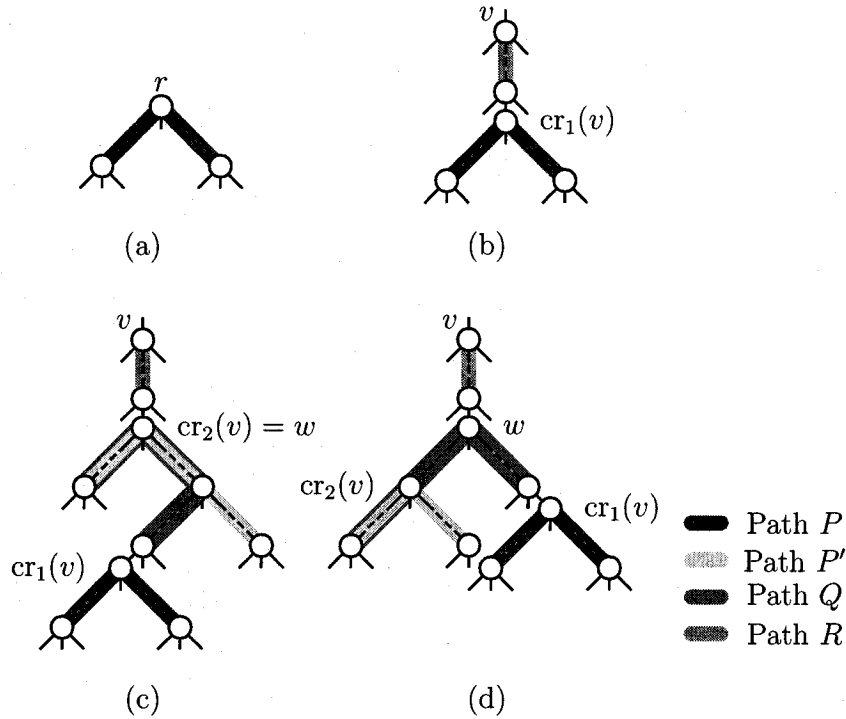 r
(a)
v
cr₁(v)
(b)
v
cr₂(v) = w
cr₁(v)
(c)
v
w
cr₂(v)
cr₁(v)
(d)
Path P
Path P′
Path Q
Path R